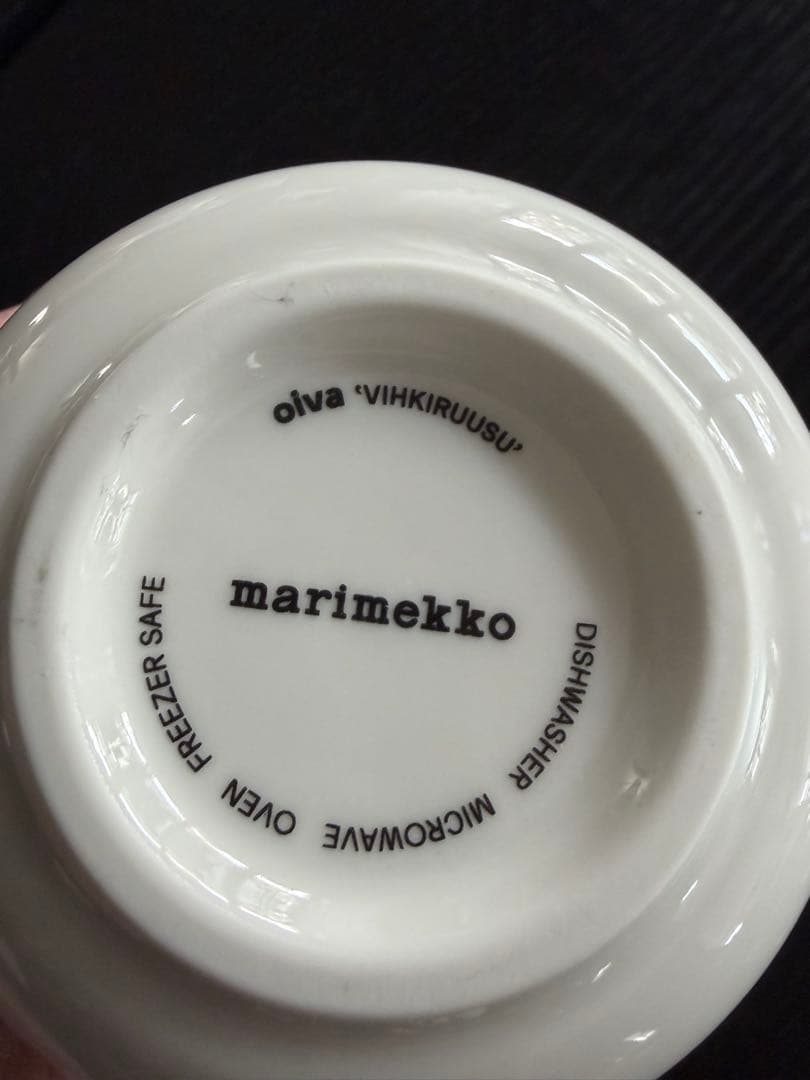 oiva ‘VIHKIRUUSU’
marimekko
DISHWASHER MICROWAVE OVEN FREEZER SAFE